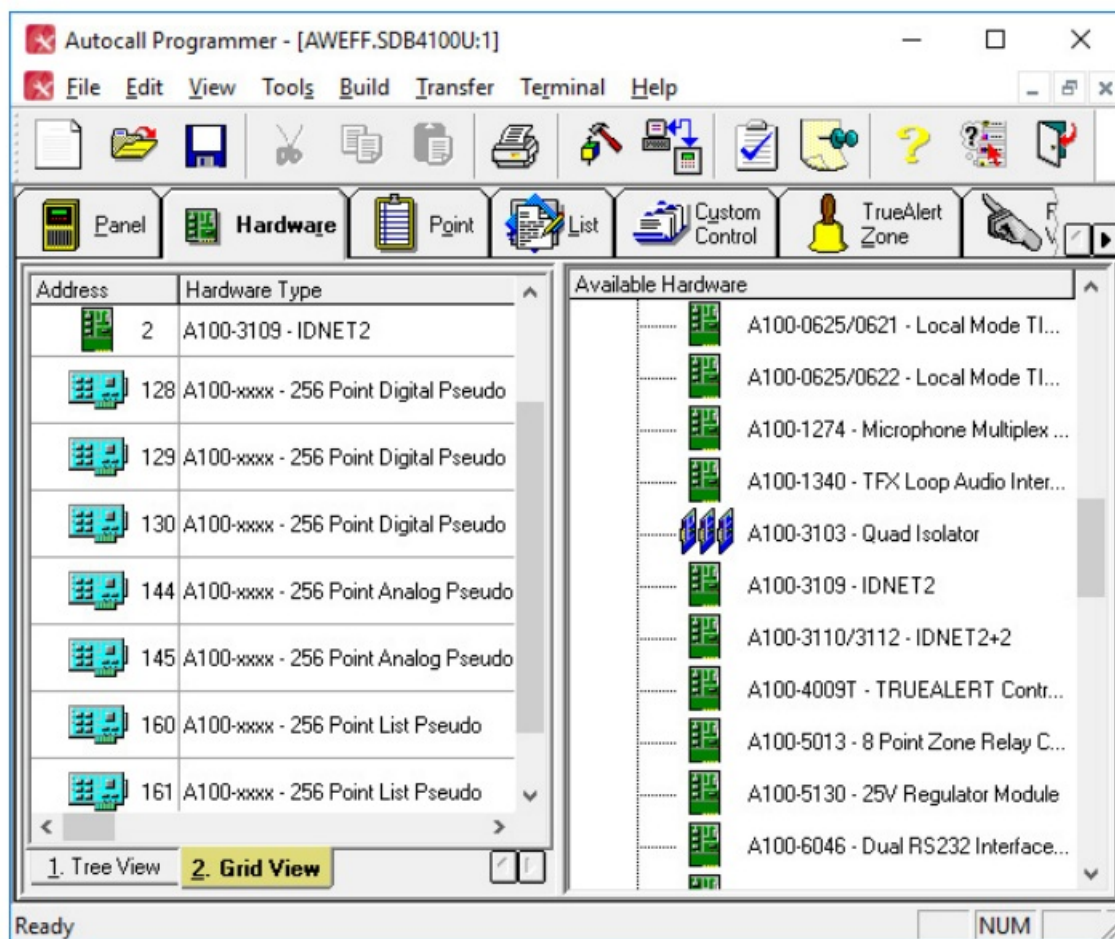 Autocall Programmer - [AWEFF.SDB4100U:1]
File Edit View Tools Build Transfer Terminal Help
Panel
Hardware
Point
List
Custom
Control
TrueAlert
Zone
Address Hardware Type
2 A100-3109 - IDNET2
128 A100-xxxx - 256 Point Digital Pseudo
129 A100-xxxx - 256 Point Digital Pseudo
130 A100-xxxx - 256 Point Digital Pseudo
144 A100-xxxx - 256 Point Analog Pseudo
145 A100-xxxx - 256 Point Analog Pseudo
160 A100-xxxx - 256 Point List Pseudo
161 A100-xxxx - 256 Point List Pseudo
1. Tree View
2. Grid View
Available Hardware
A100-0625/0621 - Local Mode TI...
A100-0625/0622 - Local Mode TI...
A100-1274 - Microphone Multiplex ...
A100-1340 - TFX Loop Audio Inter...
A100-3103 - Quad Isolator
A100-3109 - IDNET2
A100-3110/3112 - IDNET2+2
A100-4009T - TRUEALERT Contr...
A100-5013 - 8 Point Zone Relay C...
A100-5130 - 25V Regulator Module
A100-6046 - Dual RS232 Interface...
Ready
NUM